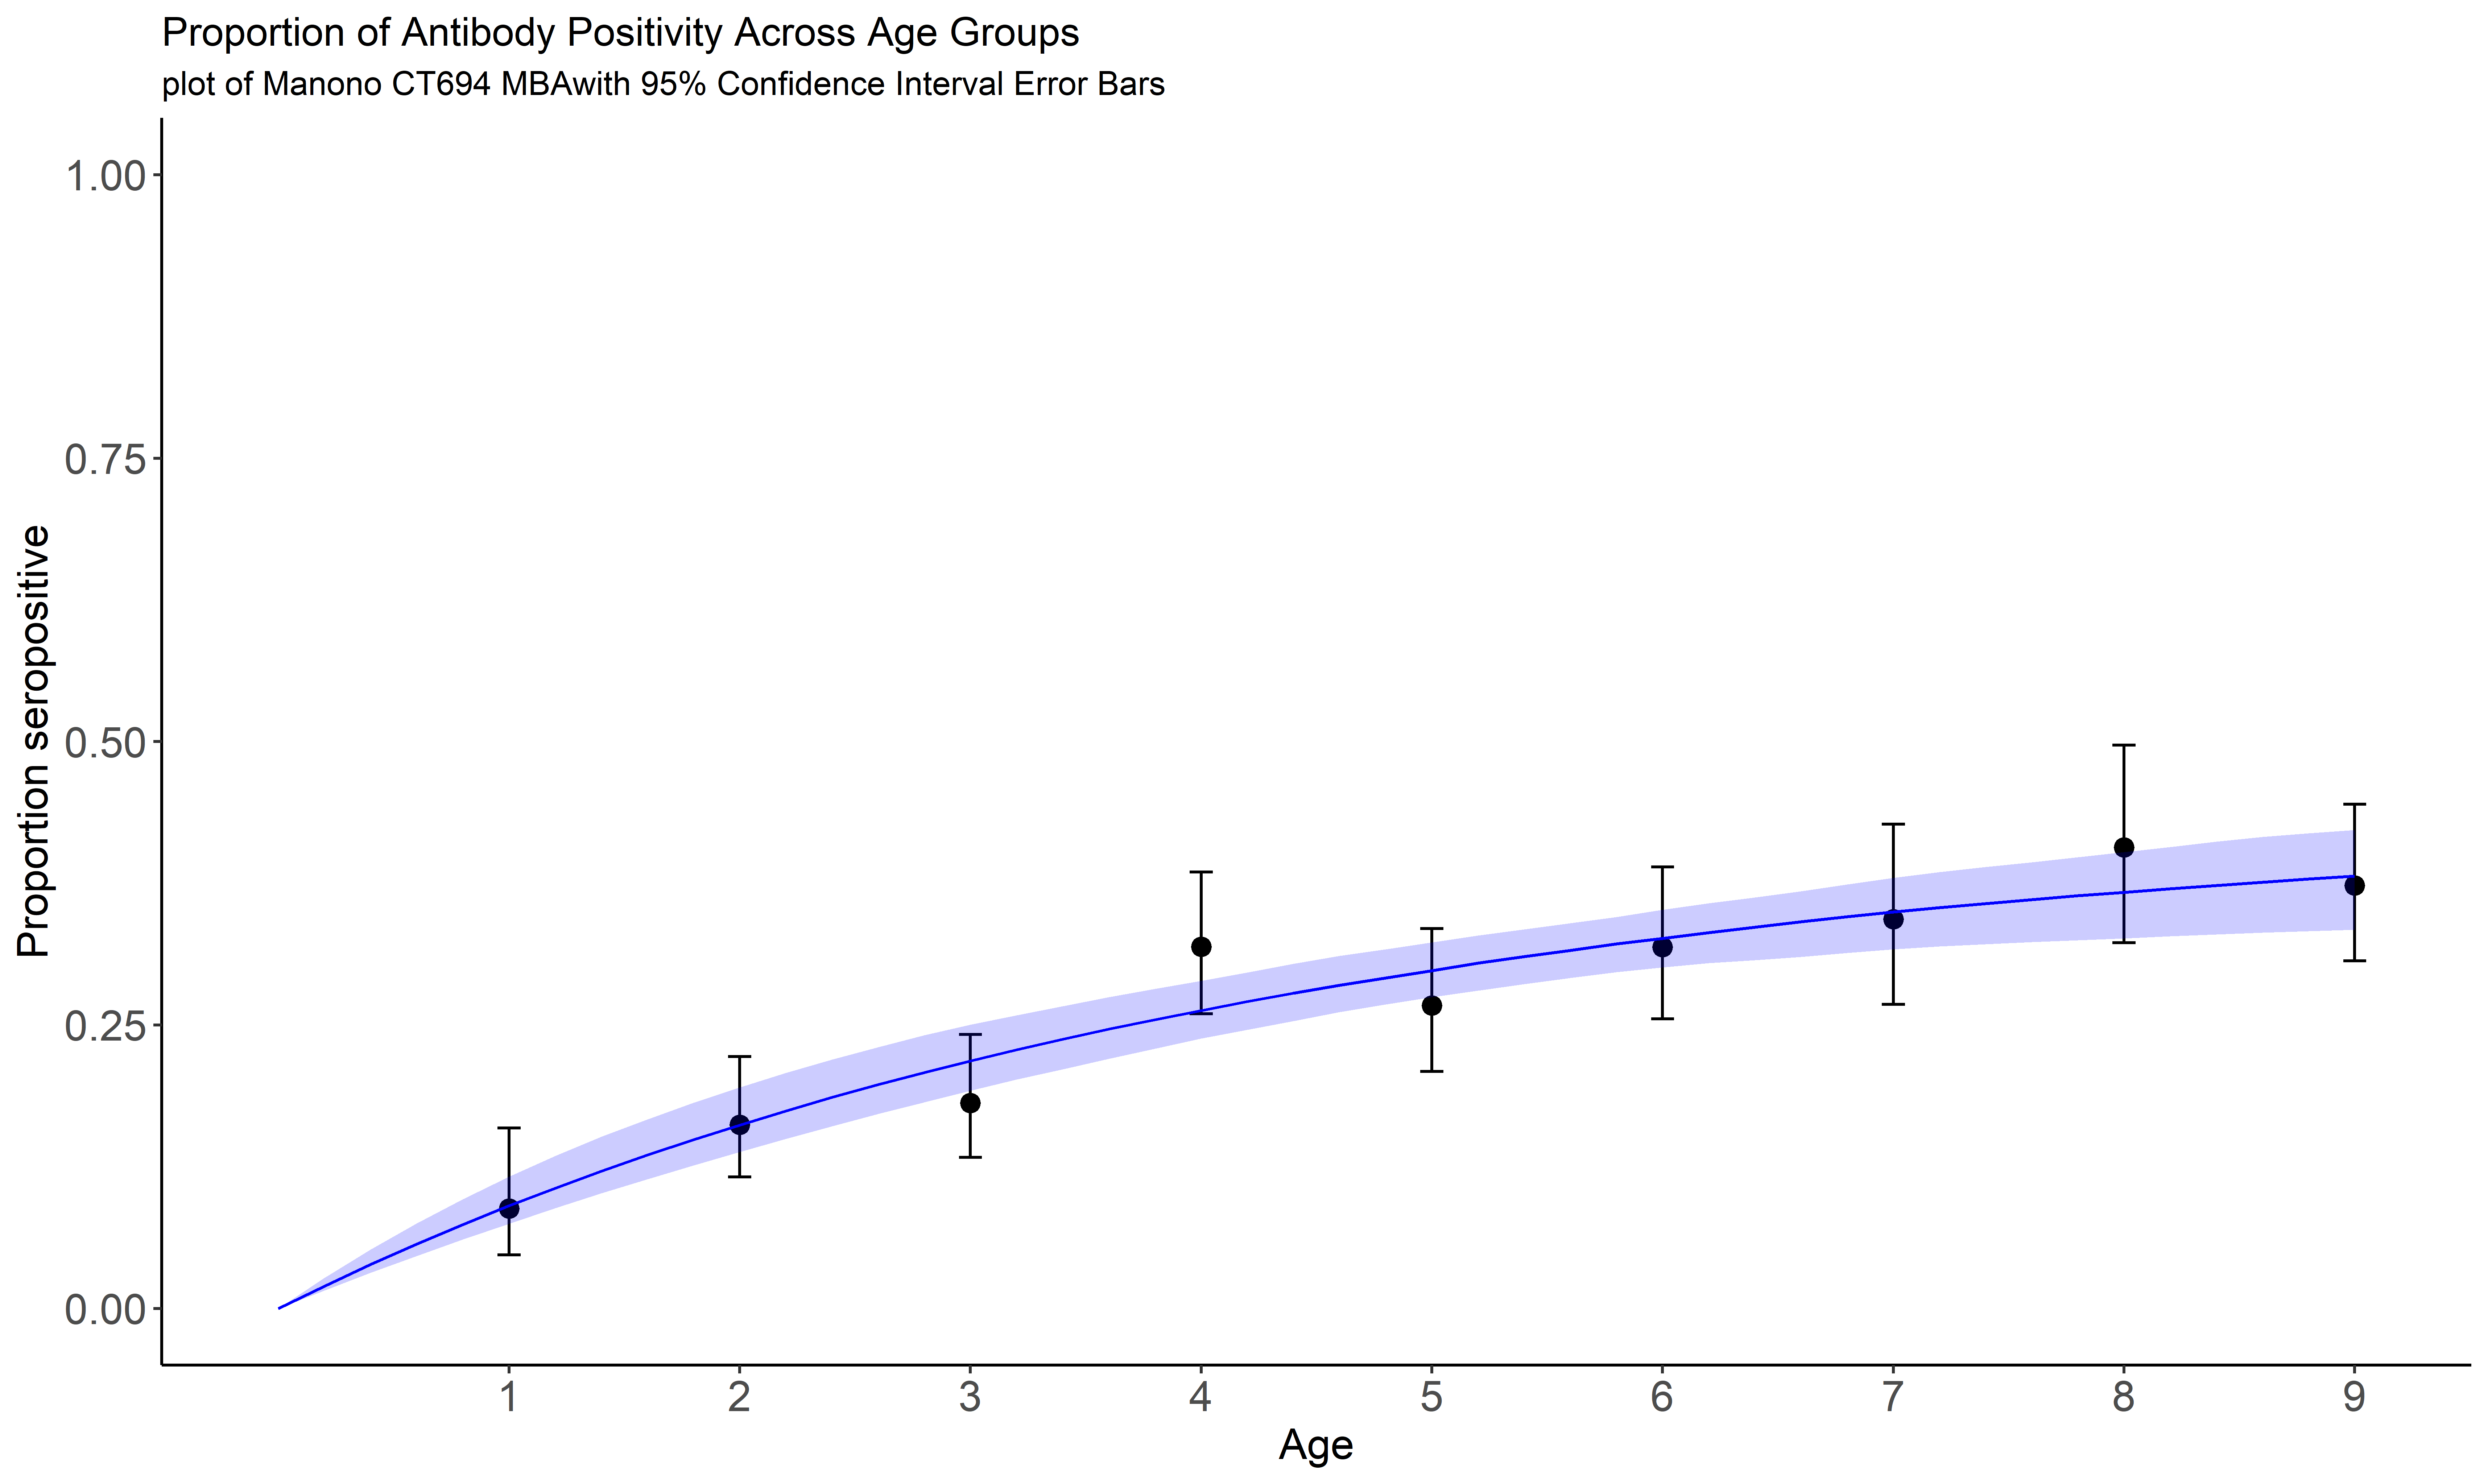 Proportion of Antibody Positivity Across Age Groups
plot of Manono CT694 MBAwith 95% Confidence Interval Error Bars
1.00
0.75
0.50
0.25
0.00
Proportion seropositive
1 2 3 4 5 6 7 8 9
Age